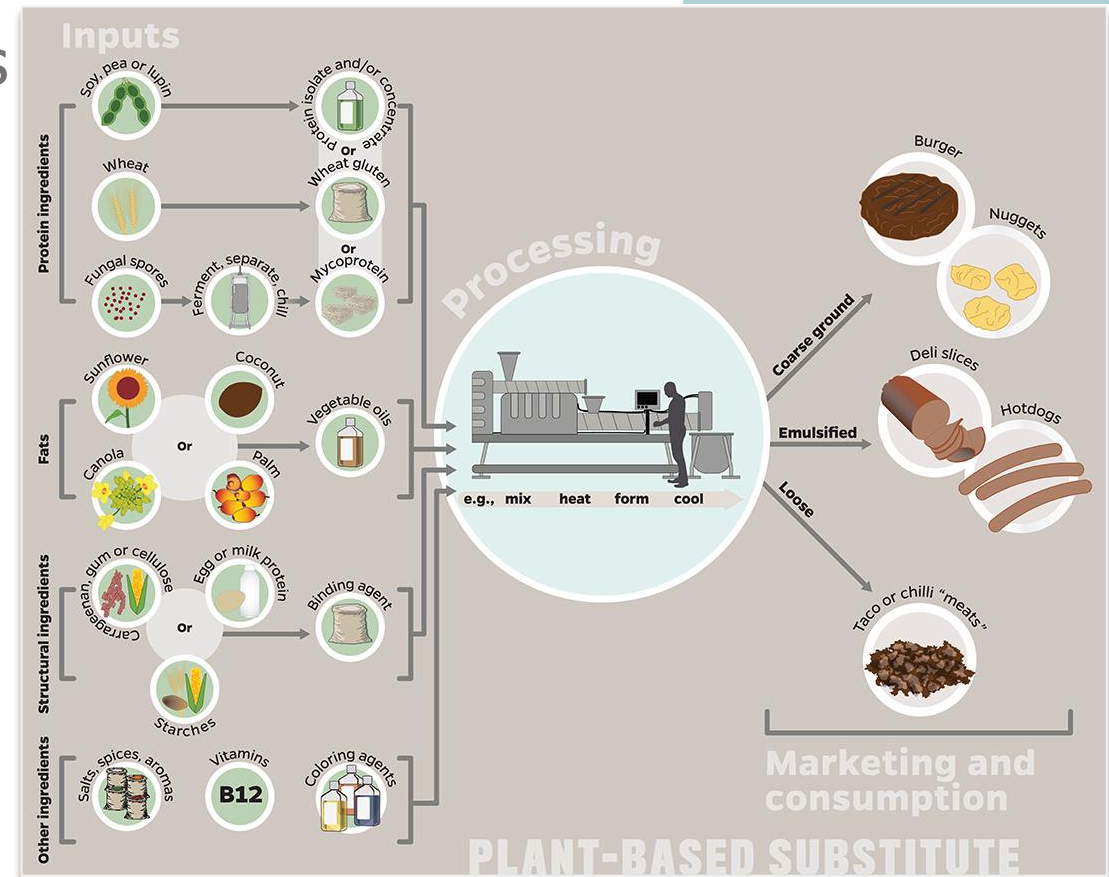 S
Inputs
Protein ingredients
Soy, pea or lupin
Protein isolate and/or concentrate
Or
Wheat
Wheat gluten
Or
Fungal spores
Ferment, separate, chill
Mycoprotein
Fats
Sunflower
Coconut
Or
Canola
Palm
Vegetable oils
Structural ingredients
Carrageenan, gum or cellulose
Egg or milk protein
Or
Starches
Binding agent
Other ingredients
Salts, spices, aromas
Vitamins
B12
Coloring agents
Processing
e.g., mix heat form cool
Coarse ground
Burger
Nuggets
Emulsified
Deli slices
Hotdogs
Loose
Taco or chilli “meats”
Marketing and
consumption
PLANT-BASED SUBSTITUTE